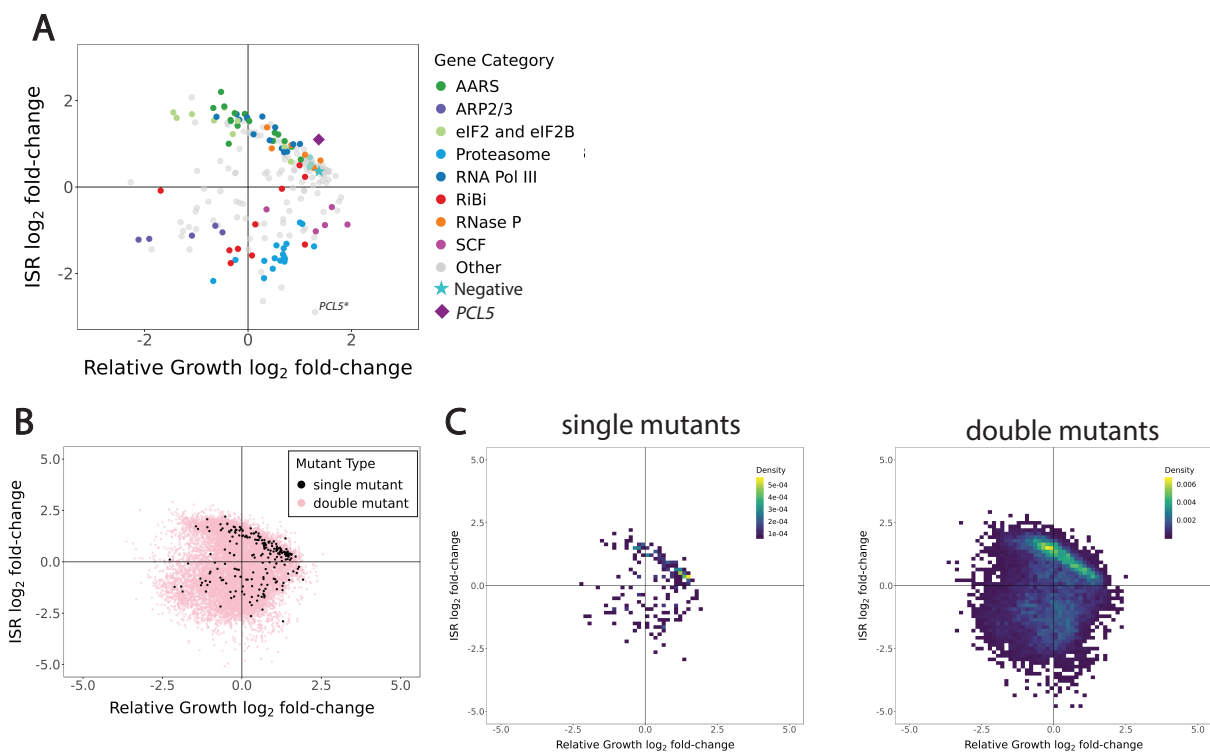 A
ISR log2 fold-change
2
0
-2
-2
0
2
Relative Growth log2 fold-change
PCL5*
Gene Category
AARS
ARP2/3
eIF2 and eIF2B
Proteasome
RNA Pol III
RiBi
RNase P
SCF
Other
Negative
PCL5
B
ISR log2 fold-change
5.0
2.5
0.0
-2.5
-5.0
-5.0
-2.5
0.0
2.5
5.0
Relative Growth log2 fold-change
Mutant Type
single mutant
double mutant
C
single mutants
ISR log2 fold-change
5.0
2.5
0.0
-2.5
-5.0
-5.0
-2.5
0.0
2.5
5.0
Relative Growth log2 fold-change
Density
5e-04
4e-04
3e-04
2e-04
1e-04
double mutants
ISR log2 fold-change
5.0
2.5
0.0
-2.5
-5.0
-5.0
-2.5
0.0
2.5
5.0
Relative Growth log2 fold-change
Density
0.006
0.004
0.002